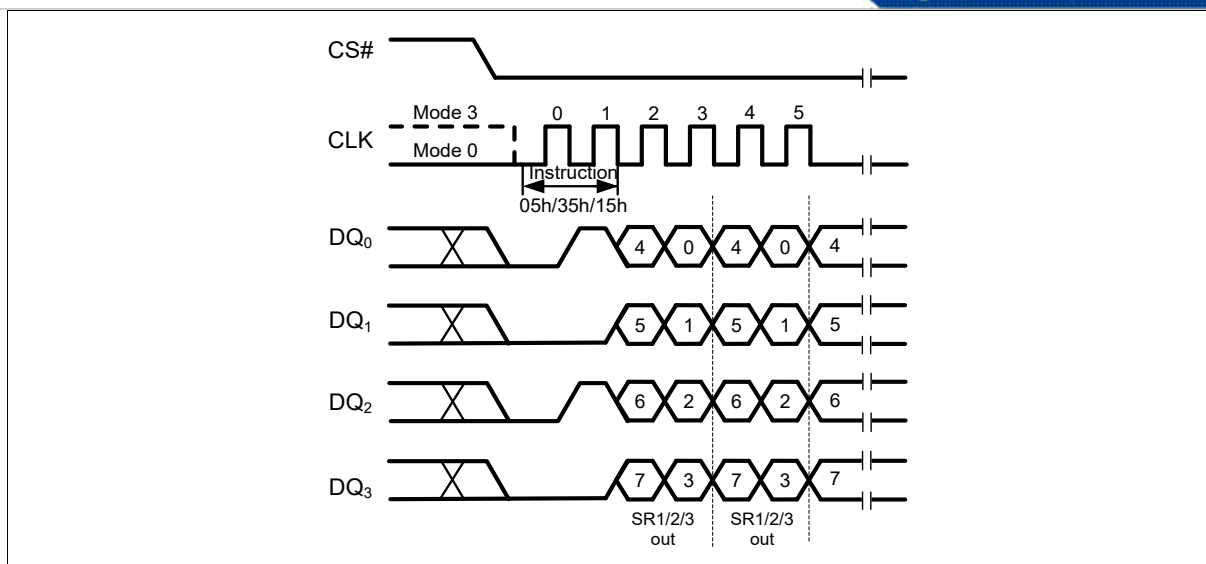 CS#
Mode 3 0 1 2 3 4 5
CLK
Mode 0
Instruction
05h/35h/15h
DQ0 4 0 4 0 4
DQ1 5 1 5 1 5
DQ2 6 2 6 2 6
DQ3 7 3 7 3 7
SR1/2/3 SR1/2/3
out out